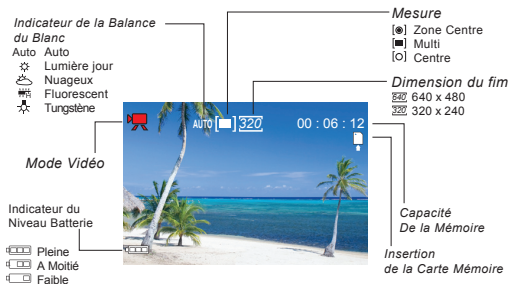 Indicateur de la Balance
du Blanc
Auto Auto
Lumière jour
Nuageux
Fluorescent
Tungstène
Mesure
Zone Centre
Multi
Centre
Dimension du fim
640 640 x 480
320 320 x 240
AUTO 320 00 : 06 : 12
Mode Vidéo
Indicateur du
Niveau Batterie
Pleine
A Moitié
Faible
Capacité
De la Mémoire
Insertion
de la Carte Mémoire